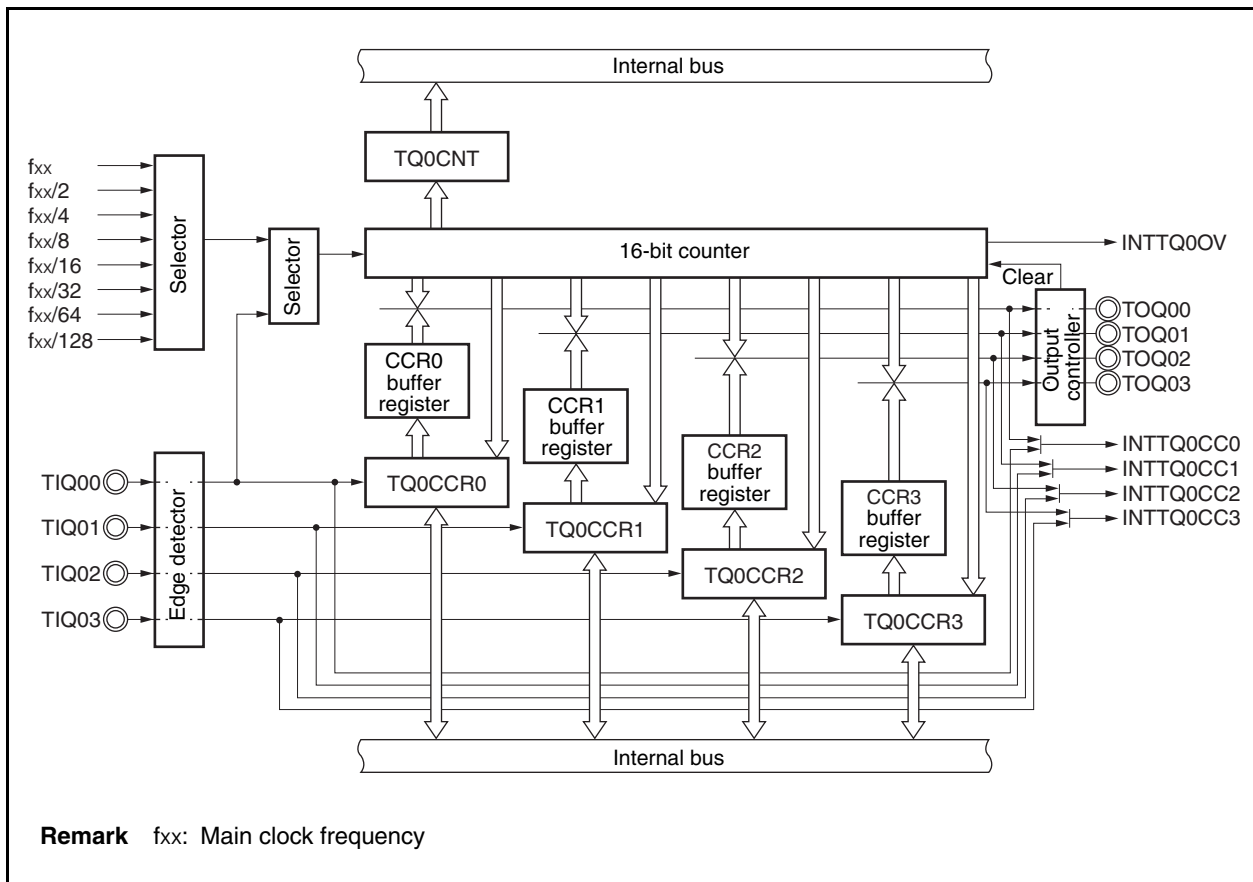 Internal bus
TQ0CNT
fxx
fxx/2
fxx/4
fxx/8
fxx/16
fxx/32
fxx/64
fxx/128
Selector
Selector
16-bit counter
INTTQ0OV
Clear
Output
controller
TOQ00
TOQ01
TOQ02
TOQ03
CCR0
buffer
register
CCR1
buffer
register
CCR2
buffer
register
CCR3
buffer
register
INTTQ0CC0
INTTQ0CC1
INTTQ0CC2
INTTQ0CC3
TIQ00
TIQ01
TIQ02
TIQ03
Edge detector
TQ0CCR0
TQ0CCR1
TQ0CCR2
TQ0CCR3
Internal bus
Remark fxx: Main clock frequency